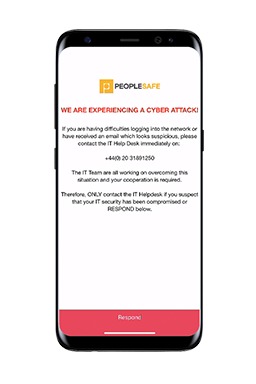 PEOPLESAFE
WE ARE EXPERIENCING A CYBER ATTACK!
If you are having difficulties logging into the network or
have received an email which looks suspicious, please
contact the IT Help Desk immediately on:
+44(0) 20 31891250
The IT Team are all working on overcoming this
situation and your cooperation is required.
Therefore, ONLY contact the IT Helpdesk if you suspect
that your IT security has been compromised or
RESPOND below.
Respond